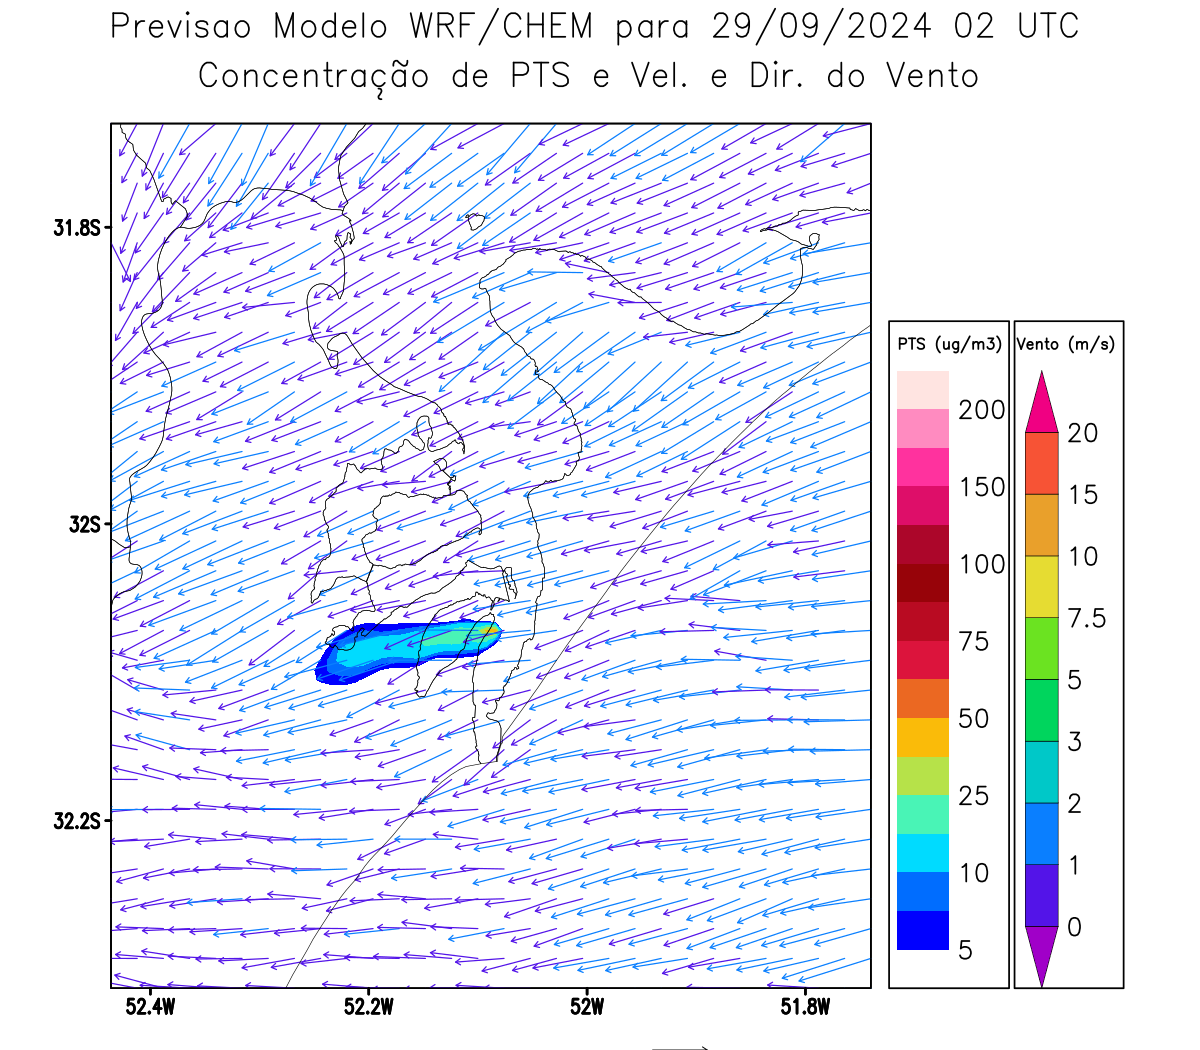 Previsao Modelo WRF/CHEM para 29/09/2024 02 UTC
Concentração de PTS e Vel. e Dir. do Vento
31.8S
32S
32.2S
52.4W 52.2W 52W 51.8W
PTS (ug/m3)
200
150
100
75
50
25
10
5
Vento (m/s)
20
15
10
7.5
5
3
2
1
0